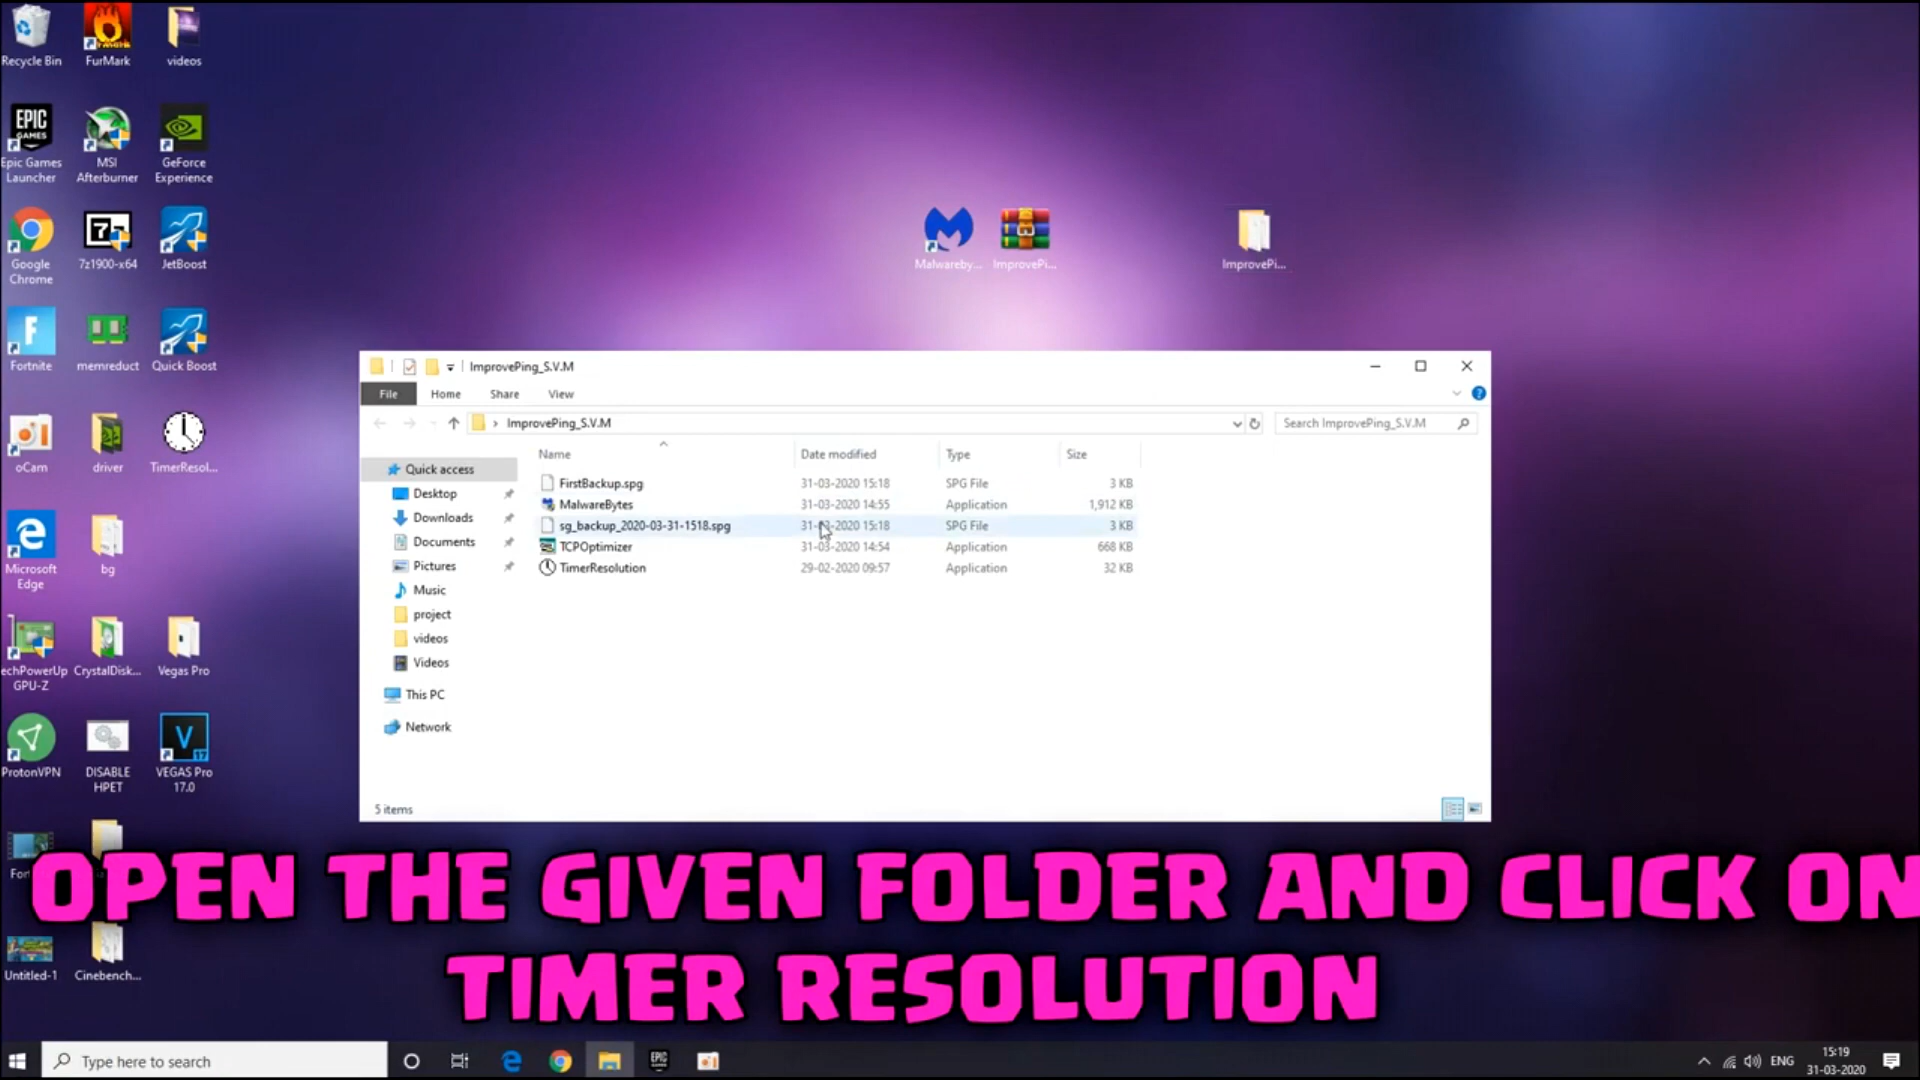 Recycle Bin
FurMark
videos
Epic Games Launcher
MSI Afterburner
GeForce Experience
Google Chrome
7z1900-x64
JetBoost
Fortnite
memreduct
Quick Boost
oCam
driver
TimerResol...
Microsoft Edge
bg
echPowerUp GPU-Z
CrystalDisk...
Vegas Pro
ProtonVPN
DISABLE HPET
VEGAS Pro 17.0
For
Untitled-1
Cinebench...
Malwareby...
ImprovePi...
ImprovePi...
ImprovePing_S.V.M
File Home Share View
ImprovePing_S.V.M
Search ImprovePing_S.V.M
Name Date modified Type Size
FirstBackup.spg 31-03-2020 15:18 SPG File 3 KB
MalwareBytes 31-03-2020 14:55 Application 1,912 KB
sg_backup_2020-03-31-1518.spg 31-03-2020 15:18 SPG File 3 KB
TCPOptimizer 31-03-2020 14:54 Application 668 KB
TimerResolution 29-02-2020 09:57 Application 32 KB
Quick access
Desktop
Downloads
Documents
Pictures
Music
project
videos
Videos
This PC
Network
5 items
OPEN THE GIVEN FOLDER AND CLICK ON
TIMER RESOLUTION
Type here to search
ENG
15:19
31-03-2020